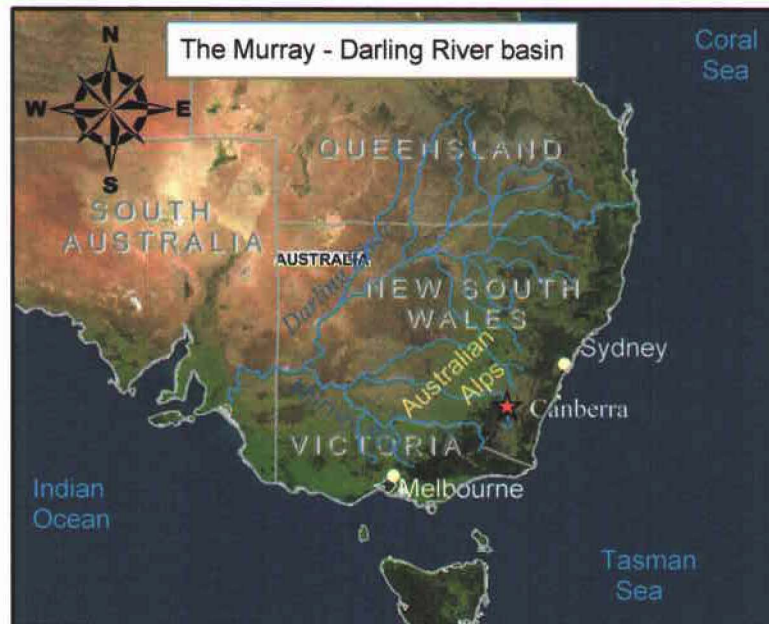 The Murray - Darling River basin
Coral
Sea
N
W
E
S
QUEENSLAND
SOUTH
AUSTRALIA
AUSTRALIA
Darling
NEW SOUTH
WALES
Australian
Alps
Sydney
Canberra
VICTORIA
Melbourne
Indian
Ocean
Tasman
Sea